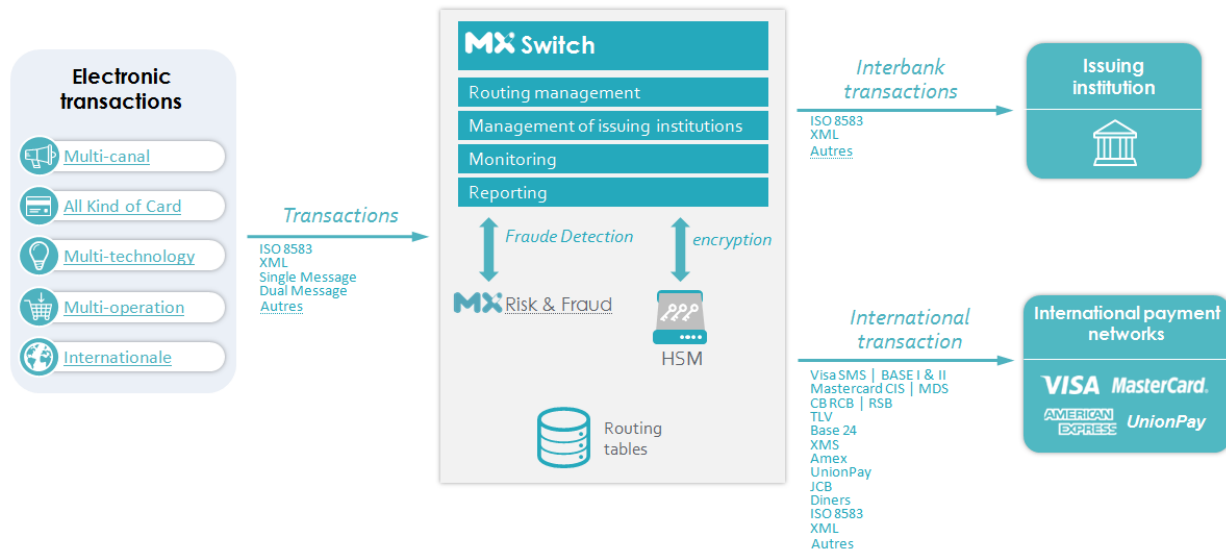 Electronic
transactions
Multi-canal
All Kind of Card
Multi-technology
Multi-operation
Internationale
Transactions
ISO 8583
XML
Single Message
Dual Message
Autres
MX Switch
Routing management
Management of issuing institutions
Monitoring
Reporting
Fraude Detection
encryption
MX Risk & Fraud
HSM
Routing
tables
Interbank
transactions
ISO 8583
XML
Autres
Issuing
institution
International
transaction
Visa SMS | BASE I & II
Mastercard CIS | MDS
CB RCB | RSB
TLV
Base 24
XMS
Amex
UnionPay
JCB
Diners
ISO 8583
XML
Autres
International payment
networks
VISA MasterCard.
AMERICAN
EXPRESS
UnionPay